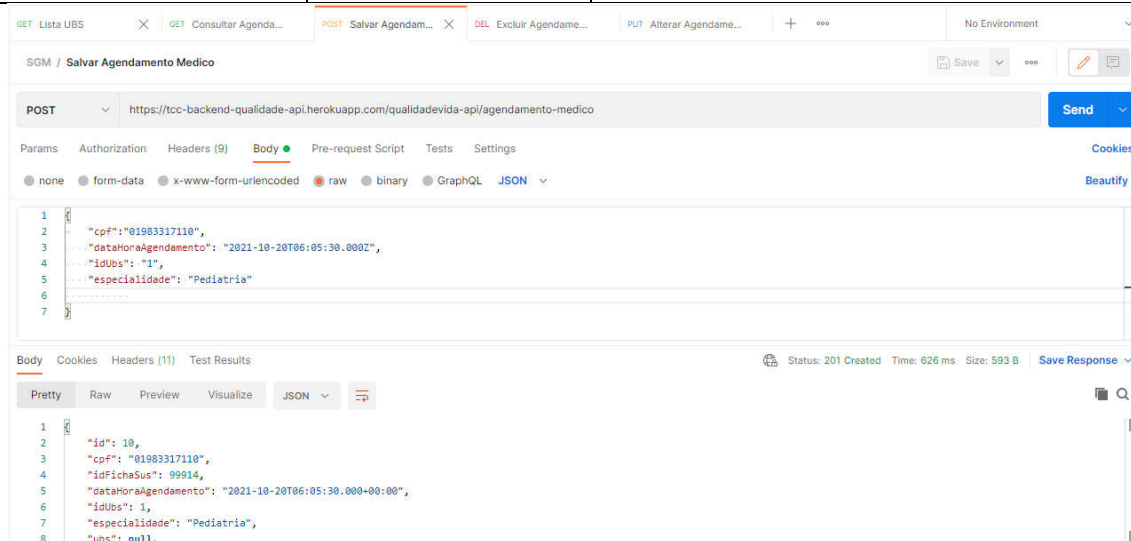 GET Lista UBS GET Consultar Agenda... POST Salvar Agendam... DEL Excluir Agendame... PUT Alterar Agendame... No Environment
SGM / Salvar Agendamento Medico Save
POST https://tcc-backend-qualidade-api.herokuapp.com/qualidadevida-api/agendamento-medico Send
Params Authorization Headers (9) Body Pre-request Script Tests Settings Cookies
none form-data x-www-form-urlencoded raw binary GraphQL JSON Beautify
1 {
2 "cpf":"01983317110",
3 "dataHoraAgendamento": "2021-10-20T06:05:30.000Z",
4 "idUbs": "1",
5 "especialidade": "Pediatria"
6
7 }
Body Cookies Headers (11) Test Results Status: 201 Created Time: 626 ms Size: 593 B Save Response
Pretty Raw Preview Visualize JSON
1 {
2 "id": 10,
3 "cpf": "01983317110",
4 "idFichaSus": 99914,
5 "dataHoraAgendamento": "2021-10-20T06:05:30.000+00:00",
6 "idUbs": 1,
7 "especialidade": "Pediatria",
8 "ubs": null,